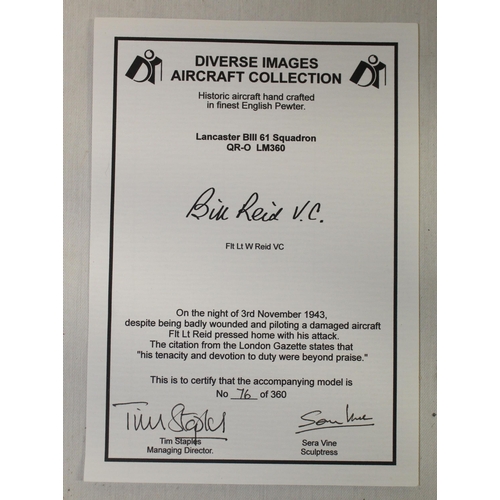 DIVERSE IMAGES
AIRCRAFT COLLECTION
Historic aircraft hand crafted
in finest English Pewter.
Lancaster BIII 61 Squadron
QR-O LM360
Bill Reid V.C.
Flt Lt W Reid VC
On the night of 3rd November 1943,
despite being badly wounded and piloting a damaged aircraft
Flt Lt Reid pressed home with his attack.
The citation from the London Gazette states that
"his tenacity and devotion to duty were beyond praise."
This is to certify that the accompanying model is
No 76 of 360
Tim Staples
Tim Staples
Managing Director.
Sera Vine
Sera Vine
Sculptress